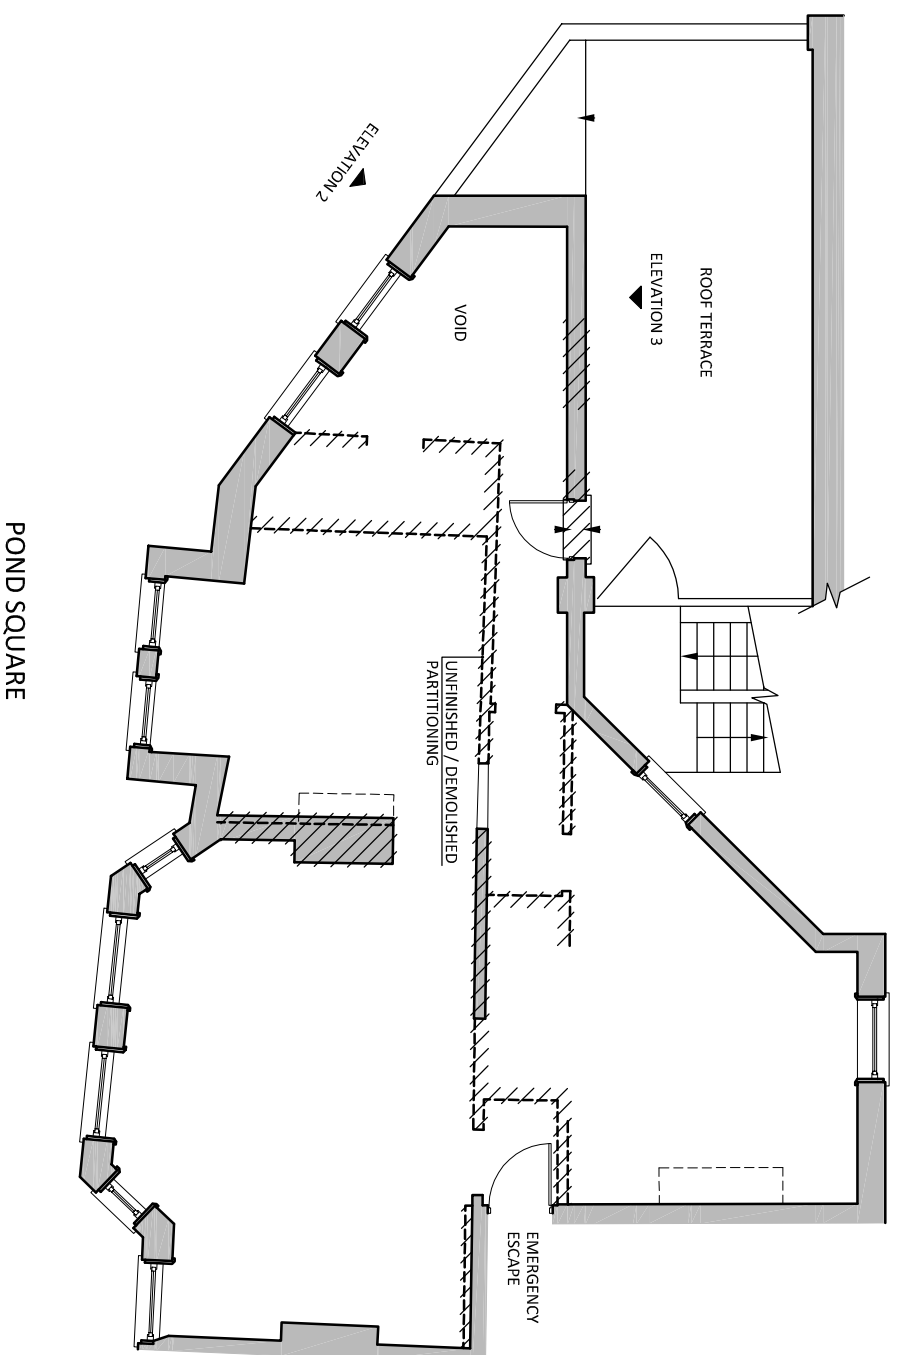 ROOF TERRACE
ELEVATION 3
ELEVATION 2
VOID
UNFINISHED / DEMOLISHED
PARTITIONING
EMERGENCY
ESCAPE
POND SQUARE